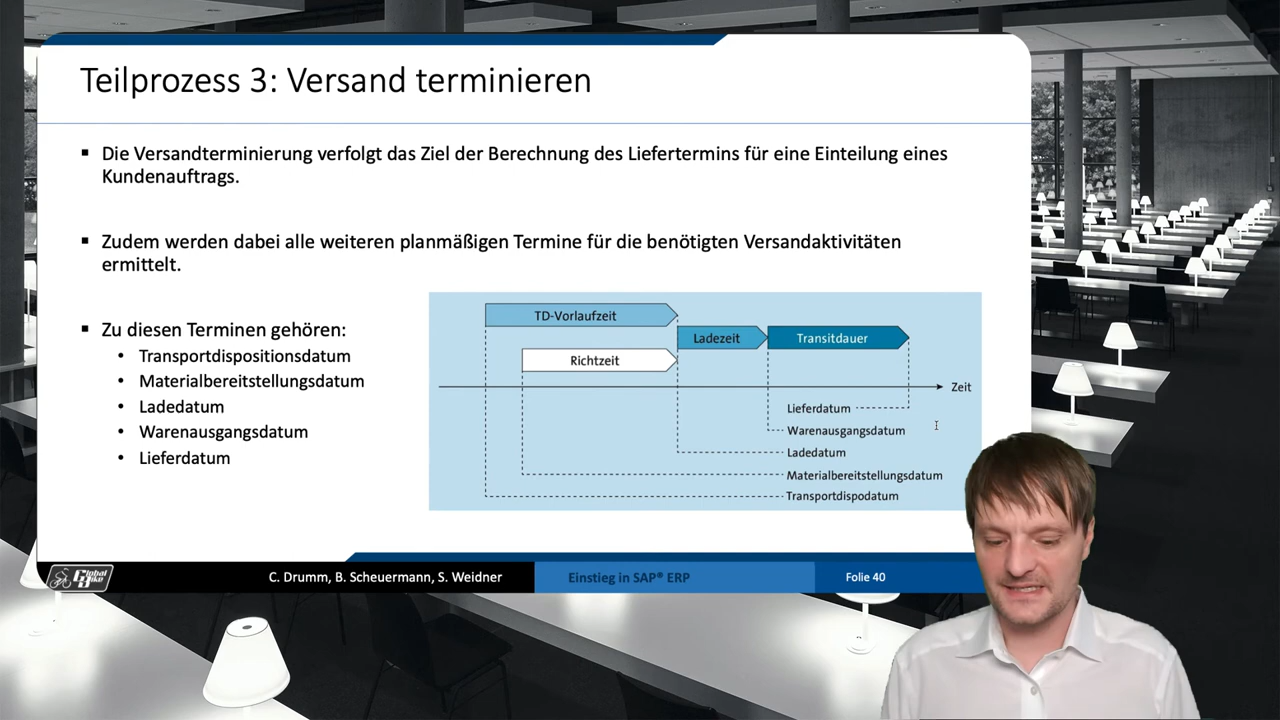 Teilprozess 3: Versand terminieren
▪ Die Versandterminierung verfolgt das Ziel der Berechnung des Liefertermins für eine Einteilung eines
Kundenauftrags.
▪ Zudem werden dabei alle weiteren planmäßigen Termine für die benötigten Versandaktivitäten
ermittelt.
▪ Zu diesen Terminen gehören:
• Transportdispositionsdatum
• Materialbereitstellungsdatum
• Ladedatum
• Warenausgangsdatum
• Lieferdatum
TD-Vorlaufzeit
Ladezeit
Transitdauer
Richtzeit
Zeit
Lieferdatum
Warenausgangsdatum
Ladedatum
Materialbereitstellungsdatum
Transportdispodatum
Global
Bike
C. Drumm, B. Scheuermann, S. Weidner
Einstieg in SAP® ERP
Folie 40